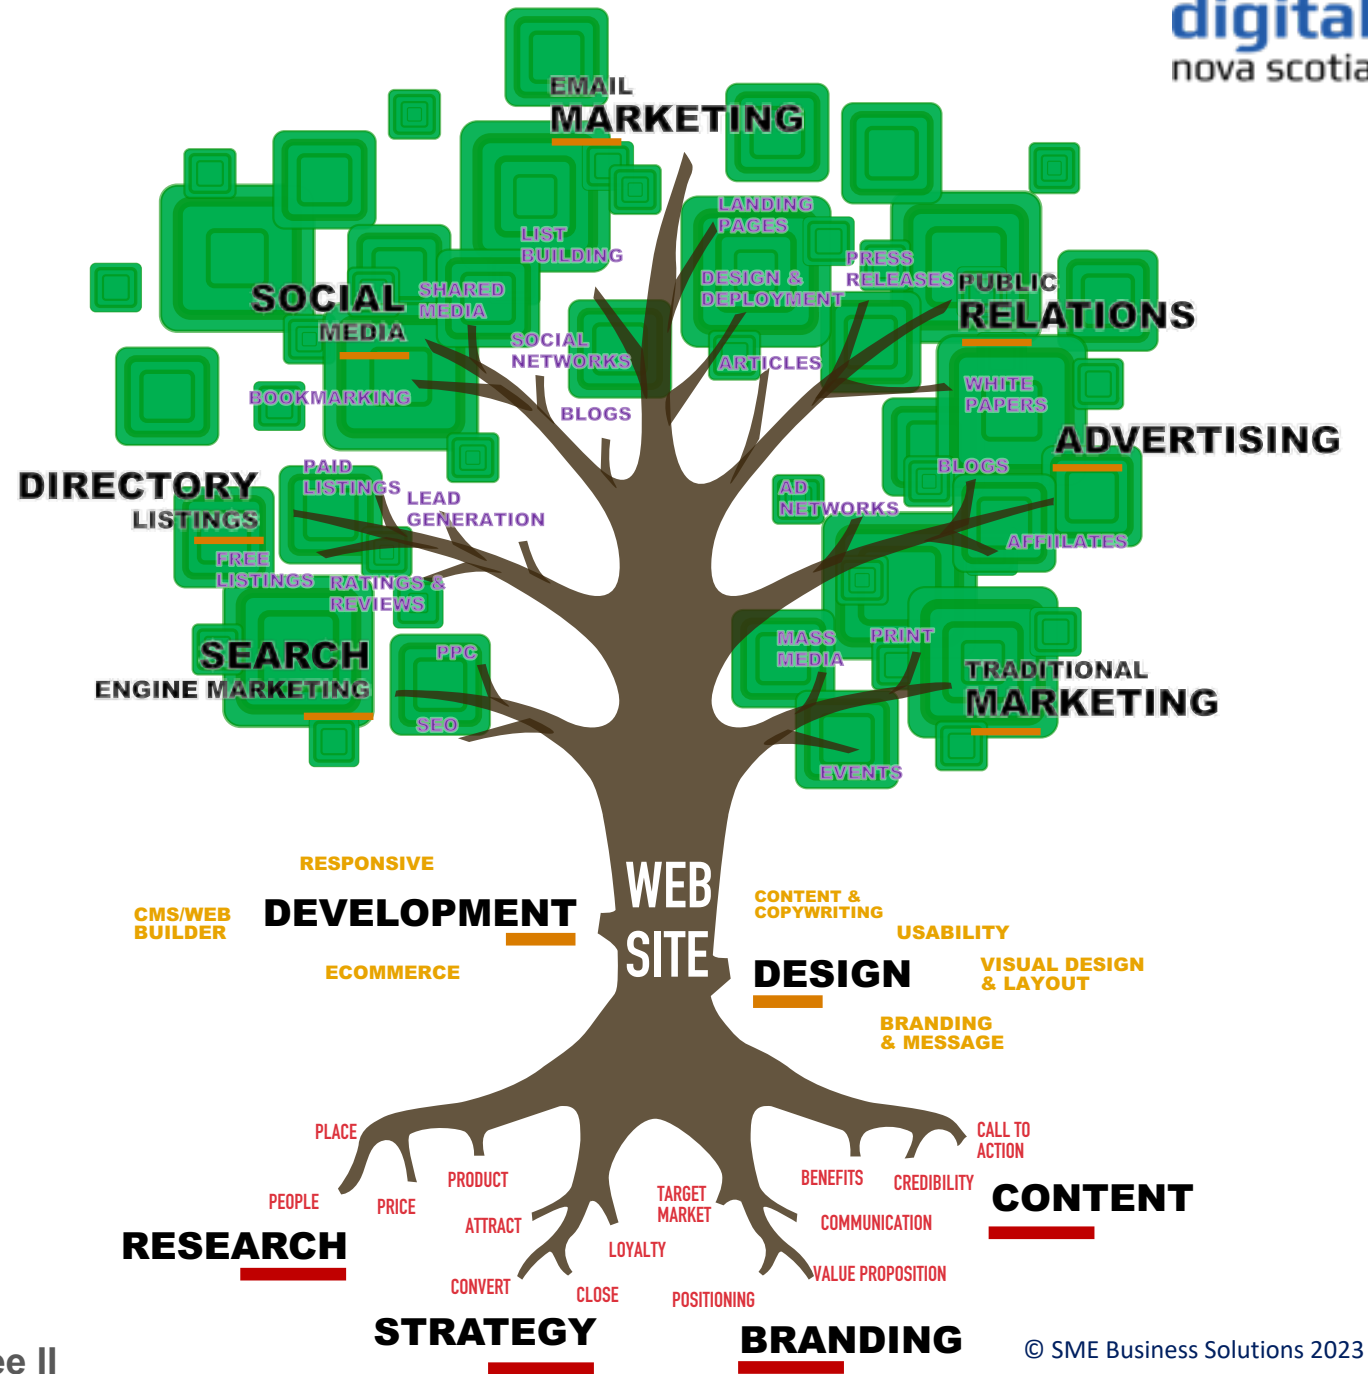 digital
nova scotia
EMAIL
MARKETING
LANDING
PAGES
LIST
BUILDING
DESIGN &
DEPLOYMENT
PRESS
RELEASES
PUBLIC
RELATIONS
SOCIAL
MEDIA
SHARED
MEDIA
SOCIAL
NETWORKS
ARTICLES
BOOKMARKING
BLOGS
WHITE
PAPERS
ADVERTISING
DIRECTORY
LISTINGS
PAID
LISTINGS
LEAD
GENERATION
BLOGS
AD
NETWORKS
AFFIILATES
FREE
LISTINGS
RATINGS &
REVIEWS
SEARCH
ENGINE MARKETING
PPC
SEO
MASS
MEDIA
PRINT
TRADITIONAL
MARKETING
EVENTS
WEB
SITE
RESPONSIVE
CMS/WEB
BUILDER
DEVELOPMENT
ECOMMERCE
CONTENT &
COPYWRITING
USABILITY
DESIGN
VISUAL DESIGN
& LAYOUT
BRANDING
& MESSAGE
PLACE
PEOPLE
PRICE
PRODUCT
RESEARCH
ATTRACT
CONVERT
CLOSE
LOYALTY
STRATEGY
TARGET
MARKET
POSITIONING
VALUE PROPOSITION
COMMUNICATION
BRANDING
BENEFITS
CREDIBILITY
CALL TO
ACTION
CONTENT
ee II
© SME Business Solutions 2023